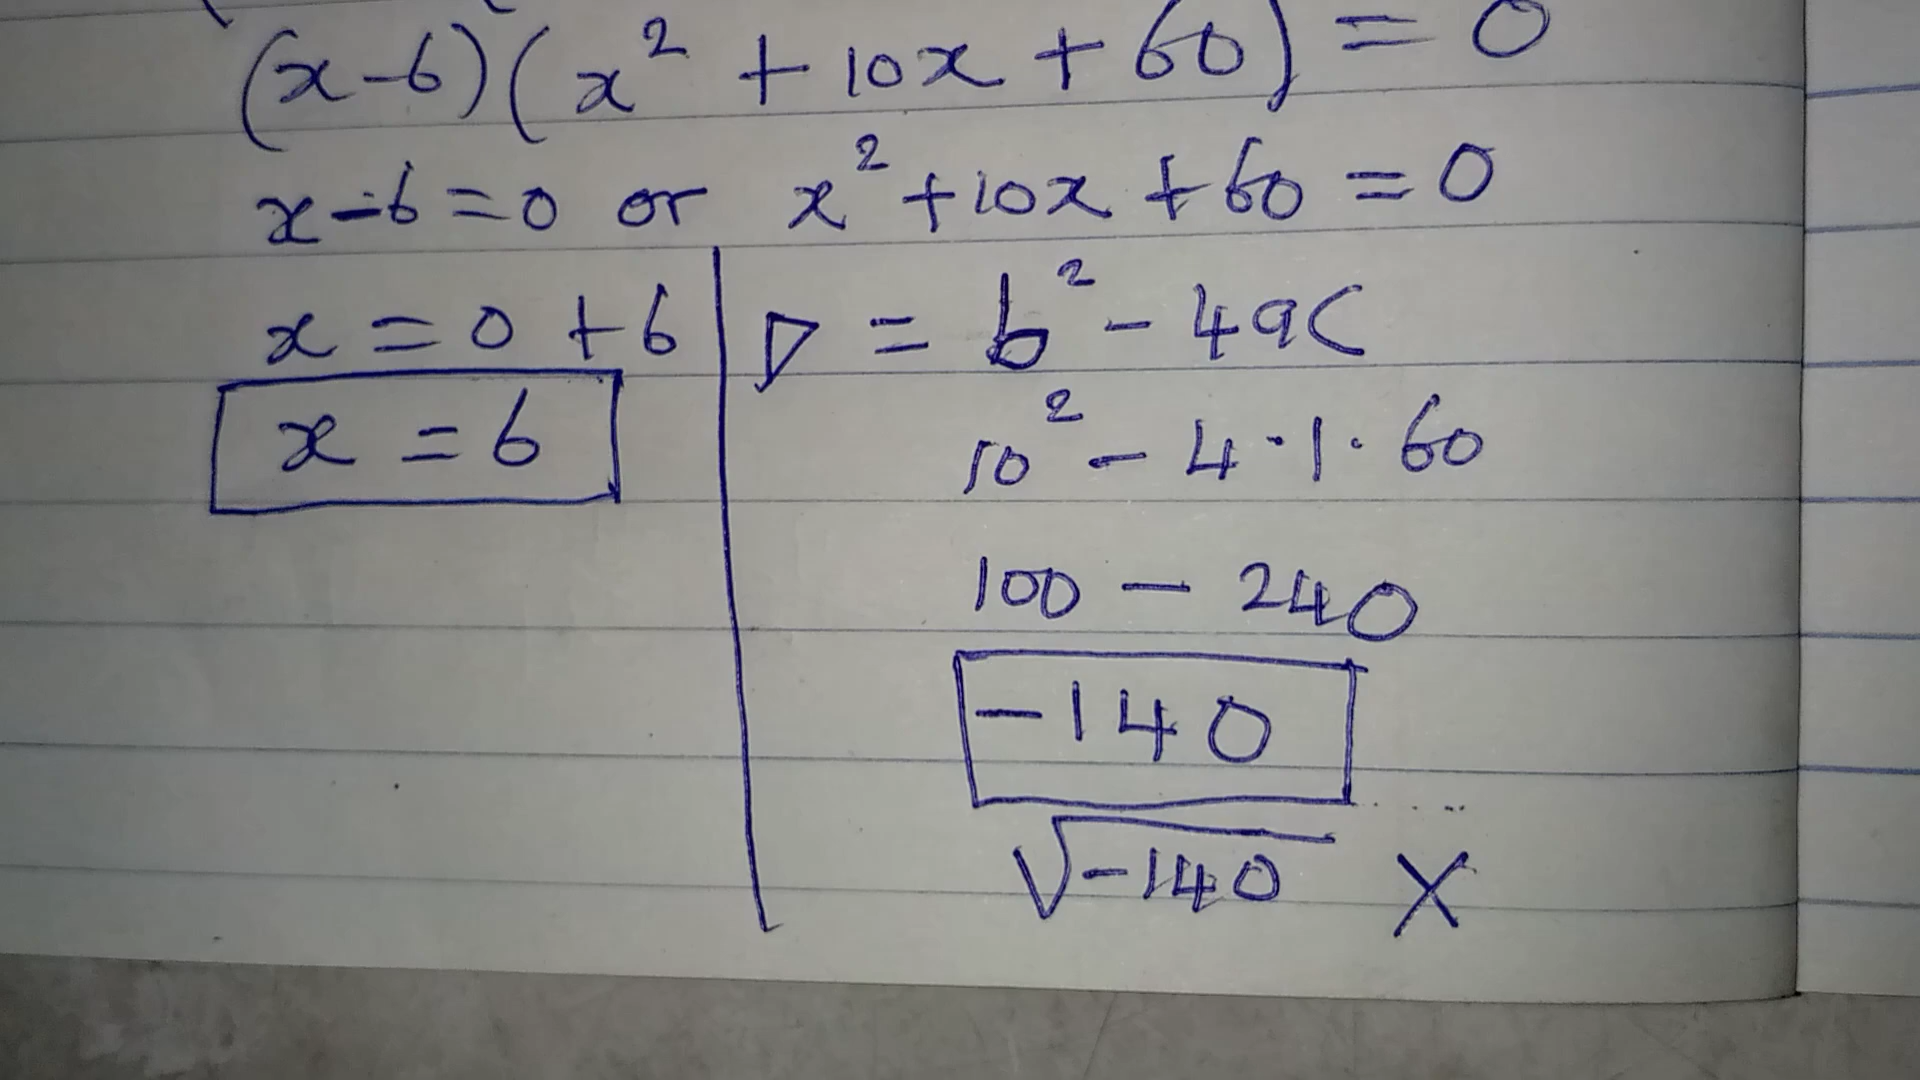 (x-6)(x² + 10x + 60) = 0
x-6=0 or x²+10x+60=0
x = 0 + 6
x = 6
▷ = b² - 4ac
10² - 4·1·60
100 - 240
-140
√-140 X